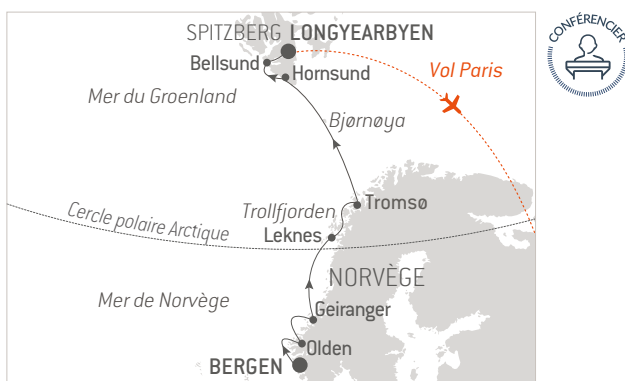 CONFÉRENCIER
SPITZBERG LONGYEARBYEN
Bellsund
Hornsund
Vol Paris
Mer du Groenland
Bjørnøya
Tromsø
Trollfjorden
Cercle polaire Arctique
Leknes
NORVÈGE
Mer de Norvège
Geiranger
Olden
BERGEN